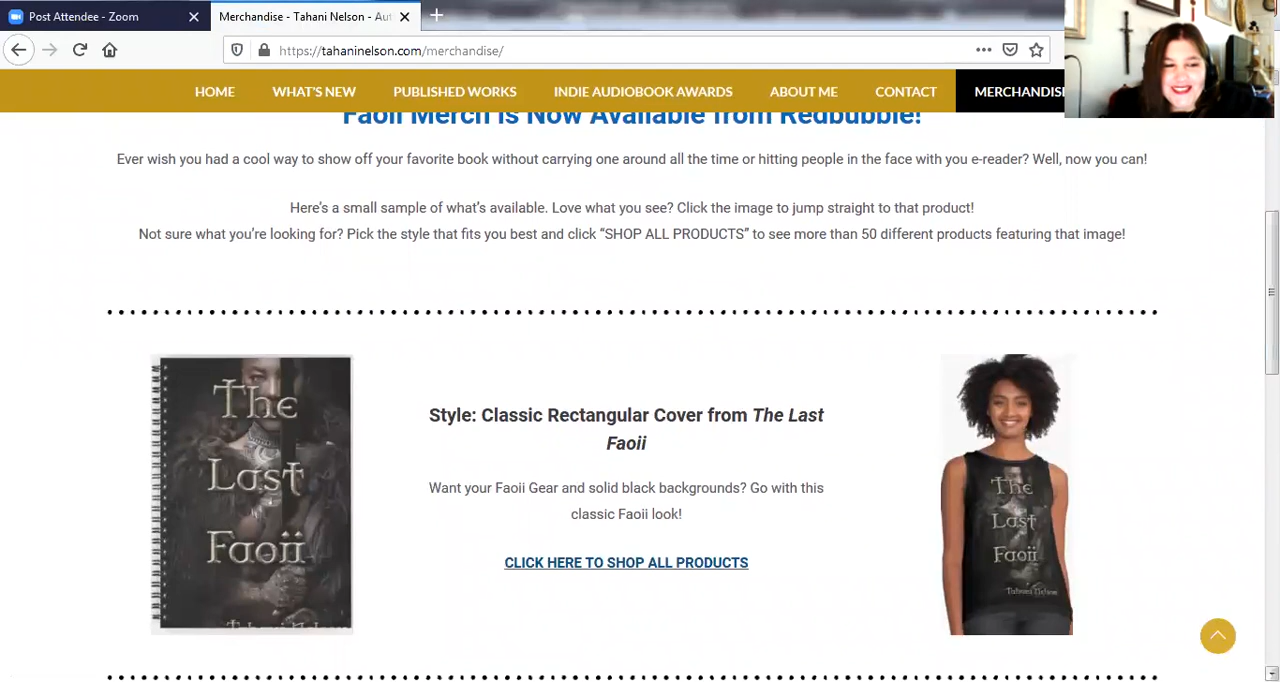 Post Attendee - Zoom
Merchandise - Tahani Nelson - Aut
https://tahaninelson.com/merchandise/
HOME
WHAT'S NEW
PUBLISHED WORKS
INDIE AUDIOBOOK AWARDS
ABOUT ME
CONTACT
MERCHANDIS
Faoii Merch is Now Available from Redbubble!
Ever wish you had a cool way to show off your favorite book without carrying one around all the time or hitting people in the face with you e-reader? Well, now you can!
Here's a small sample of what's available. Love what you see? Click the image to jump straight to that product!
Not sure what you're looking for? Pick the style that fits you best and click “SHOP ALL PRODUCTS” to see more than 50 different products featuring that image!
The
Last
Faoii
Tahani Nelson
Style: Classic Rectangular Cover from The Last
Faoii
Want your Faoii Gear and solid black backgrounds? Go with this
classic Faoii look!
CLICK HERE TO SHOP ALL PRODUCTS
The
Last
Faoii
Tahani Nelson